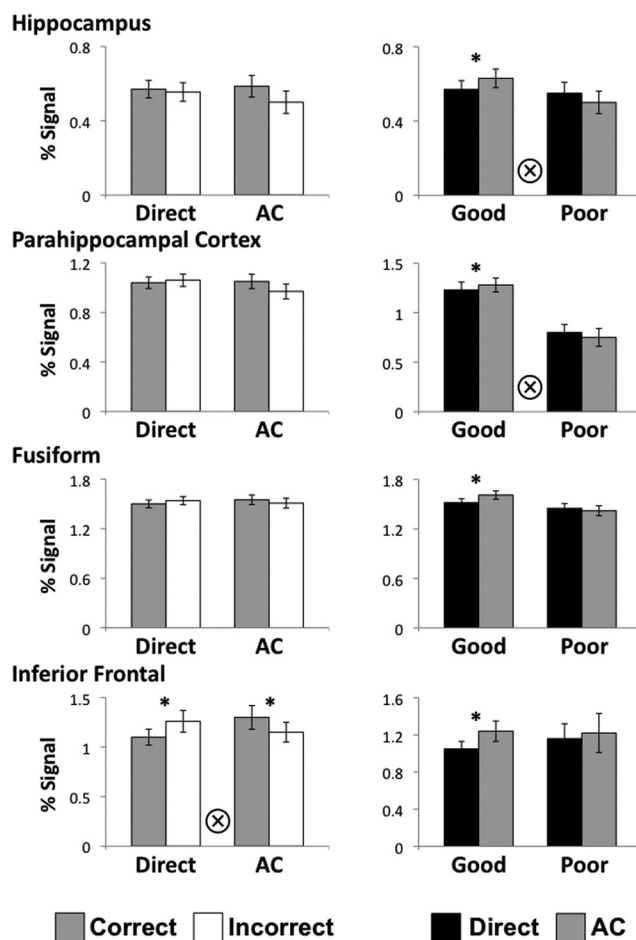 Hippocampus
% Signal
0.8
0.4
0
Direct AC
0.8
0.4
0
*
⊗
Good Poor
Parahippocampal Cortex
% Signal
1.2
0.8
0.4
0
Direct AC
1.5
1
0.5
0
*
⊗
Good Poor
Fusiform
% Signal
1.8
1.2
0.6
0
Direct AC
1.8
1.2
0.6
0
*
Good Poor
Inferior Frontal
% Signal
1.5
1
0.5
0
* *
⊗
Direct AC
1.6
1.2
0.8
0.4
0
*
Good Poor
Correct Incorrect Direct AC